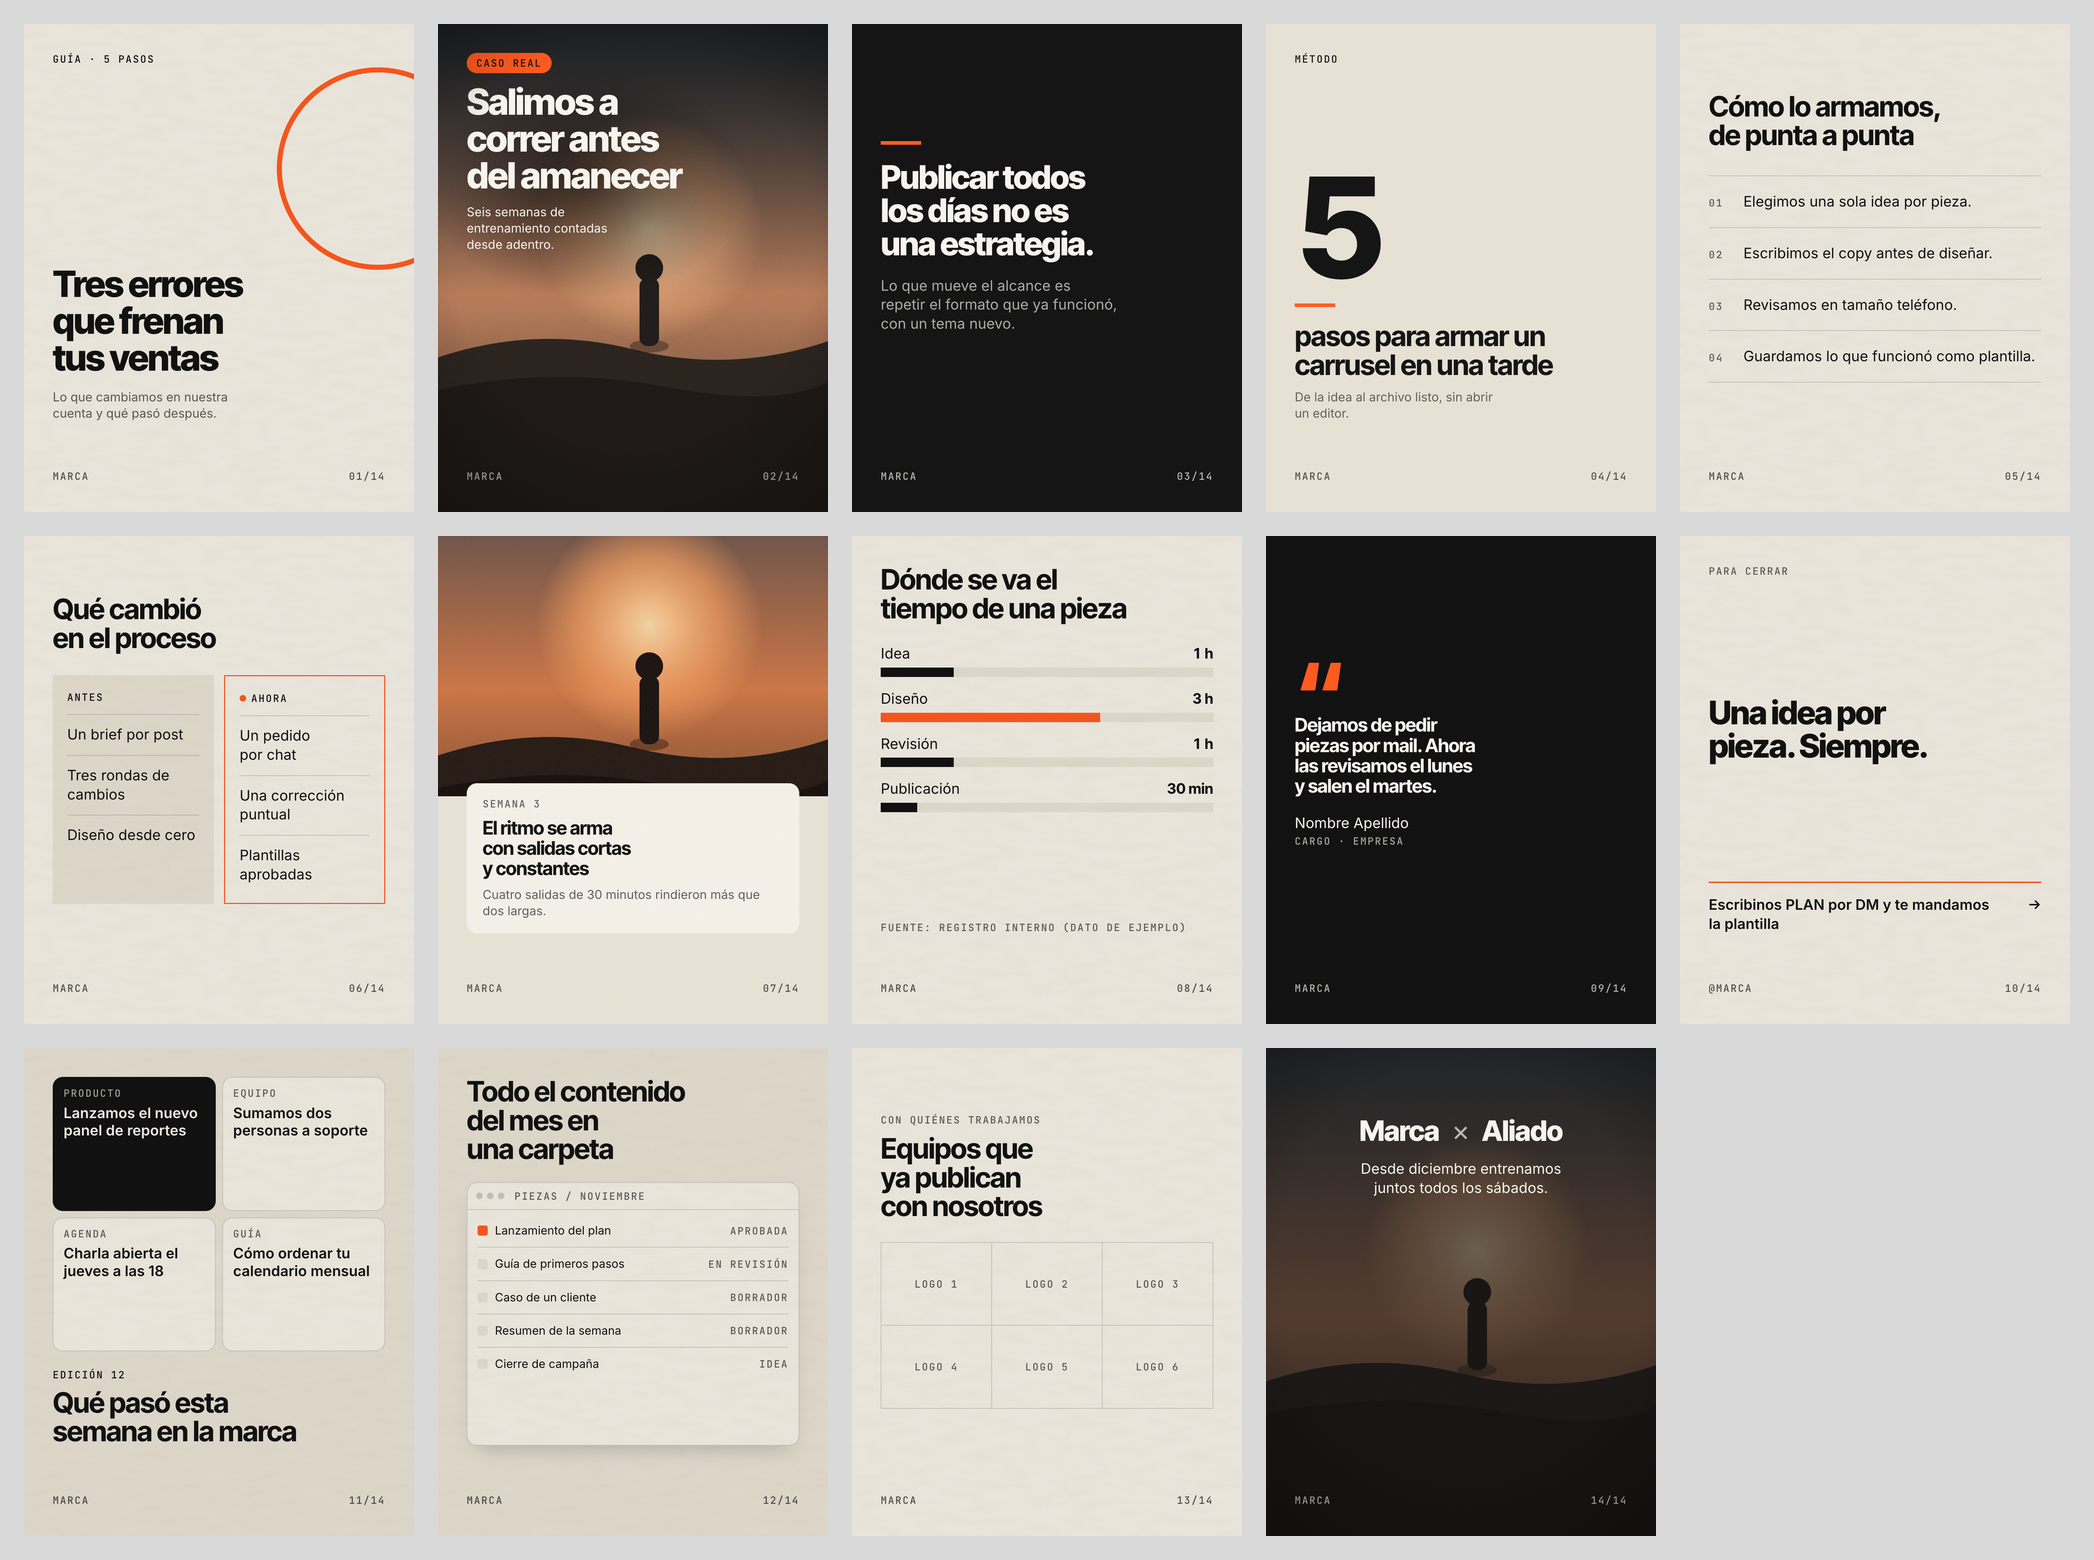 GUÍA · 5 PASOS
Tres errores
que frenan
tus ventas
Lo que cambiamos en nuestra
cuenta y qué pasó después.
MARCA
01/14
CASO REAL
Salimos a
correr antes
del amanecer
Seis semanas de
entrenamiento contadas
desde adentro.
MARCA
02/14
Publicar todos
los días no es
una estrategia.
Lo que mueve el alcance es
repetir el formato que ya funcionó,
con un tema nuevo.
MARCA
03/14
MÉTODO
5
pasos para armar un
carrusel en una tarde
De la idea al archivo listo, sin abrir
un editor.
MARCA
04/14
Cómo lo armamos,
de punta a punta
01 Elegimos una sola idea por pieza.
02 Escribimos el copy antes de diseñar.
03 Revisamos en tamaño teléfono.
04 Guardamos lo que funcionó como plantilla.
MARCA
05/14
Qué cambió
en el proceso
ANTES
Un brief por post
Tres rondas de
cambios
Diseño desde cero
AHORA
Un pedido
por chat
Una corrección
puntual
Plantillas
aprobadas
MARCA
06/14
SEMANA 3
El ritmo se arma
con salidas cortas
y constantes
Cuatro salidas de 30 minutos rindieron más que
dos largas.
MARCA
07/14
Dónde se va el
tiempo de una pieza
Idea 1 h
Diseño 3 h
Revisión 1 h
Publicación 30 min
FUENTE: REGISTRO INTERNO (DATO DE EJEMPLO)
MARCA
08/14
“
Dejamos de pedir
piezas por mail. Ahora
las revisamos el lunes
y salen el martes.
Nombre Apellido
CARGO · EMPRESA
MARCA
09/14
PARA CERRAR
Una idea por
pieza. Siempre.
Escribinos PLAN por DM y te mandamos →
la plantilla
@MARCA
10/14
PRODUCTO
Lanzamos el nuevo
panel de reportes
EQUIPO
Sumamos dos
personas a soporte
AGENDA
Charla abierta el
jueves a las 18
GUÍA
Cómo ordenar tu
calendario mensual
EDICIÓN 12
Qué pasó esta
semana en la marca
MARCA
11/14
Todo el contenido
del mes en
una carpeta
PIEZAS / NOVIEMBRE
Lanzamiento del plan APROBADA
Guía de primeros pasos EN REVISIÓN
Caso de un cliente BORRADOR
Resumen de la semana BORRADOR
Cierre de campaña IDEA
MARCA
12/14
CON QUIÉNES TRABAJAMOS
Equipos que
ya publican
con nosotros
LOGO 1 LOGO 2 LOGO 3
LOGO 4 LOGO 5 LOGO 6
MARCA
13/14
Marca × Aliado
Desde diciembre entrenamos
juntos todos los sábados.
MARCA
14/14